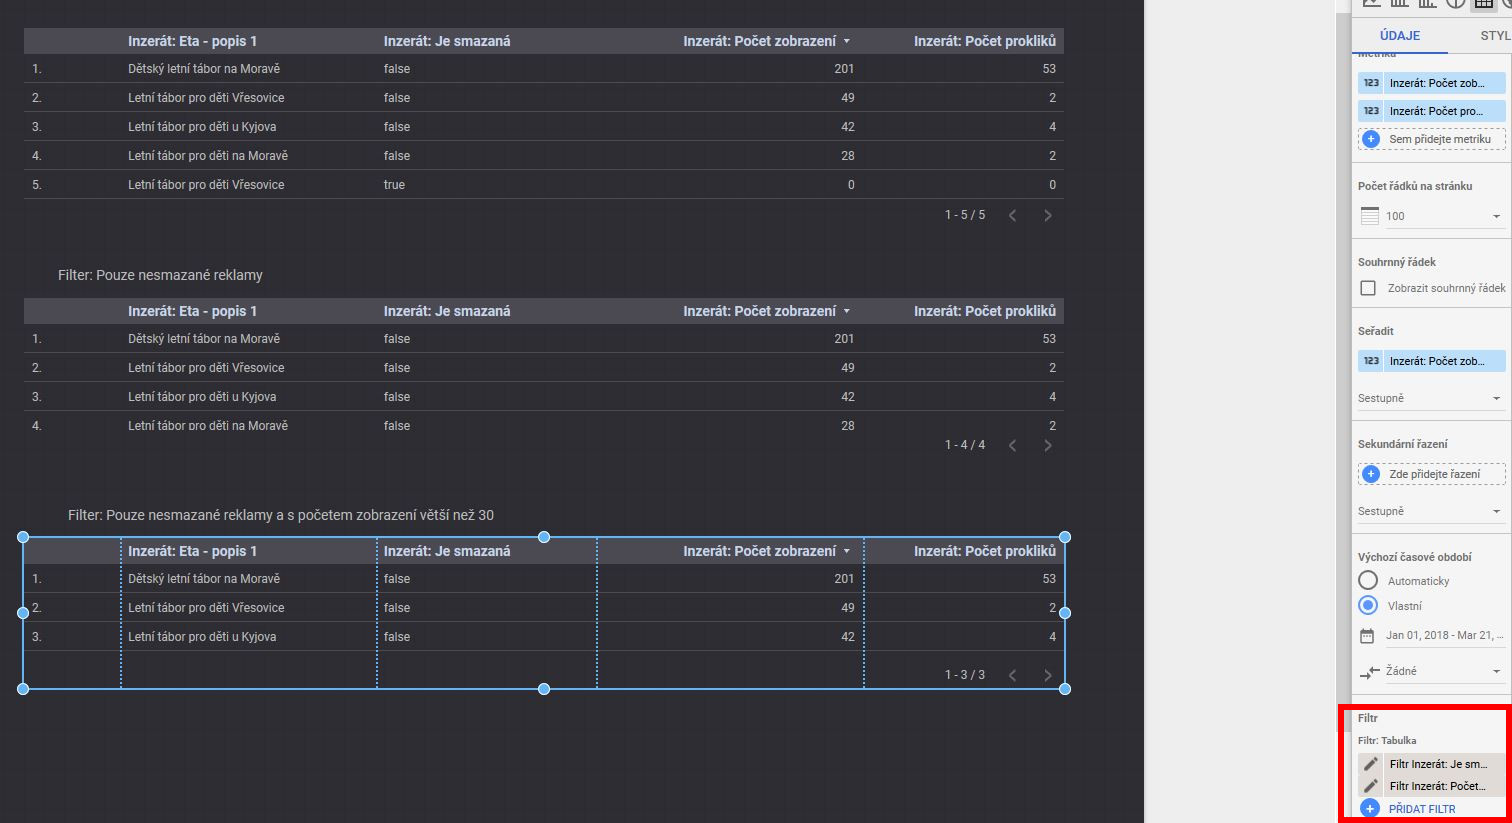 Inzerát: Eta - popis 1 Inzerát: Je smazaná Inzerát: Počet zobrazení Inzerát: Počet prokliků
1. Dětský letní tábor na Moravě false 201 53
2. Letní tábor pro děti Vřesovice false 49 2
3. Letní tábor pro děti u Kyjova false 42 4
4. Letní tábor pro děti na Moravě false 28 2
5. Letní tábor pro děti Vřesovice true 0 0
1 - 5 / 5
Filter: Pouze nesmazané reklamy
Inzerát: Eta - popis 1 Inzerát: Je smazaná Inzerát: Počet zobrazení Inzerát: Počet prokliků
1. Dětský letní tábor na Moravě false 201 53
2. Letní tábor pro děti Vřesovice false 49 2
3. Letní tábor pro děti u Kyjova false 42 4
4. Letní tábor pro děti na Moravě false 28 2
1 - 4 / 4
Filter: Pouze nesmazané reklamy a s početem zobrazení větší než 30
Inzerát: Eta - popis 1 Inzerát: Je smazaná Inzerát: Počet zobrazení Inzerát: Počet prokliků
1. Dětský letní tábor na Moravě false 201 53
2. Letní tábor pro děti Vřesovice false 49 2
3. Letní tábor pro děti u Kyjova false 42 4
1 - 3 / 3
ÚDAJE STYL
Metrika
123 Inzerát: Počet zob...
123 Inzerát: Počet pro...
Sem přidejte metriku
Počet řádků na stránku
100
Souhrnný řádek
Zobrazit souhrnný řádek
Seřadit
123 Inzerát: Počet zob...
Sestupně
Sekundární řazení
Zde přidejte řazení
Sestupně
Výchozí časové období
Automaticky
Vlastní
Jan 01, 2018 - Mar 21, ...
Žádné
Filtr
Filtr: Tabulka
Filtr Inzerát: Je sm...
Filtr Inzerát: Počet...
PŘIDAT FILTR